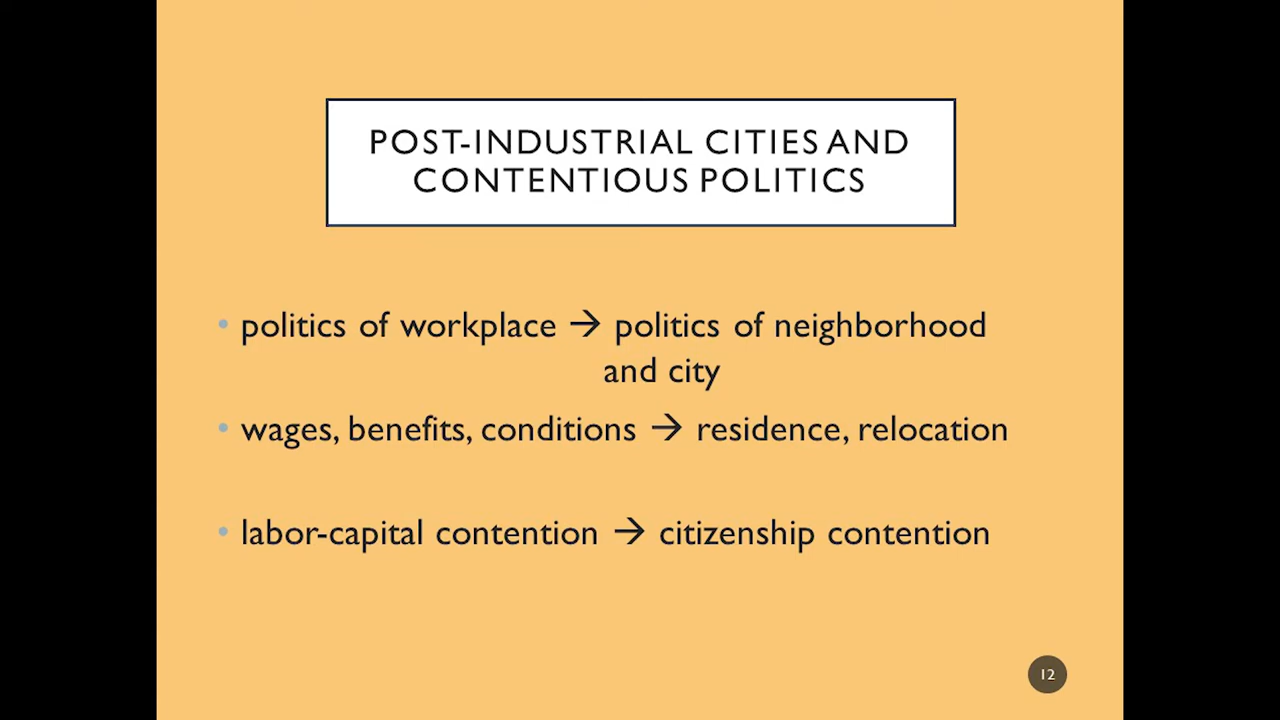 POST-INDUSTRIAL CITIES AND
CONTENTIOUS POLITICS
• politics of workplace → politics of neighborhood
and city
• wages, benefits, conditions → residence, relocation
• labor-capital contention → citizenship contention
12